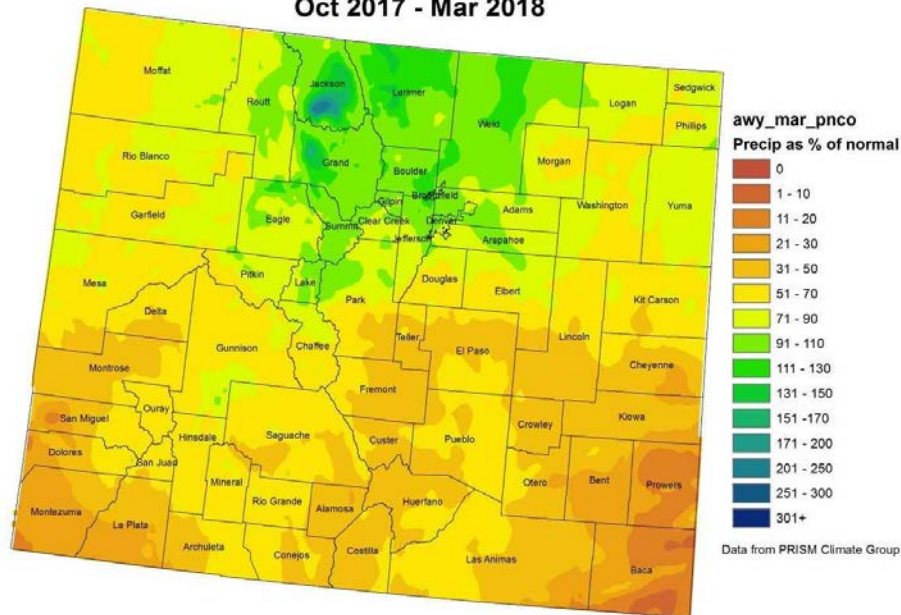 Oct 2017 - Mar 2018
Moffat
Routt
Jackson
Larimer
Weld
Logan
Sedgwick
Phillips
Rio Blanco
Grand
Boulder
Morgan
Broomfield
Garfield
Eagle
Summit
Gilpin
Clear Creek
Denver
Jefferson
Adams
Arapahoe
Washington
Yuma
Mesa
Pitkin
Lake
Park
Douglas
Elbert
Kit Carson
Delta
Gunnison
Chaffee
Teller
El Paso
Lincoln
Cheyenne
Montrose
Fremont
Ouray
San Miguel
Hinsdale
Saguache
Custer
Pueblo
Crowley
Kiowa
Dolores
San Juan
Mineral
Rio Grande
Alamosa
Huerfano
Otero
Bent
Prowers
Montezuma
La Plata
Archuleta
Conejos
Costilla
Las Animas
Baca
awy_mar_pnco
Precip as % of normal
0
1 - 10
11 - 20
21 - 30
31 - 50
51 - 70
71 - 90
91 - 110
111 - 130
131 - 150
151 -170
171 - 200
201 - 250
251 - 300
301+
Data from PRISM Climate Group